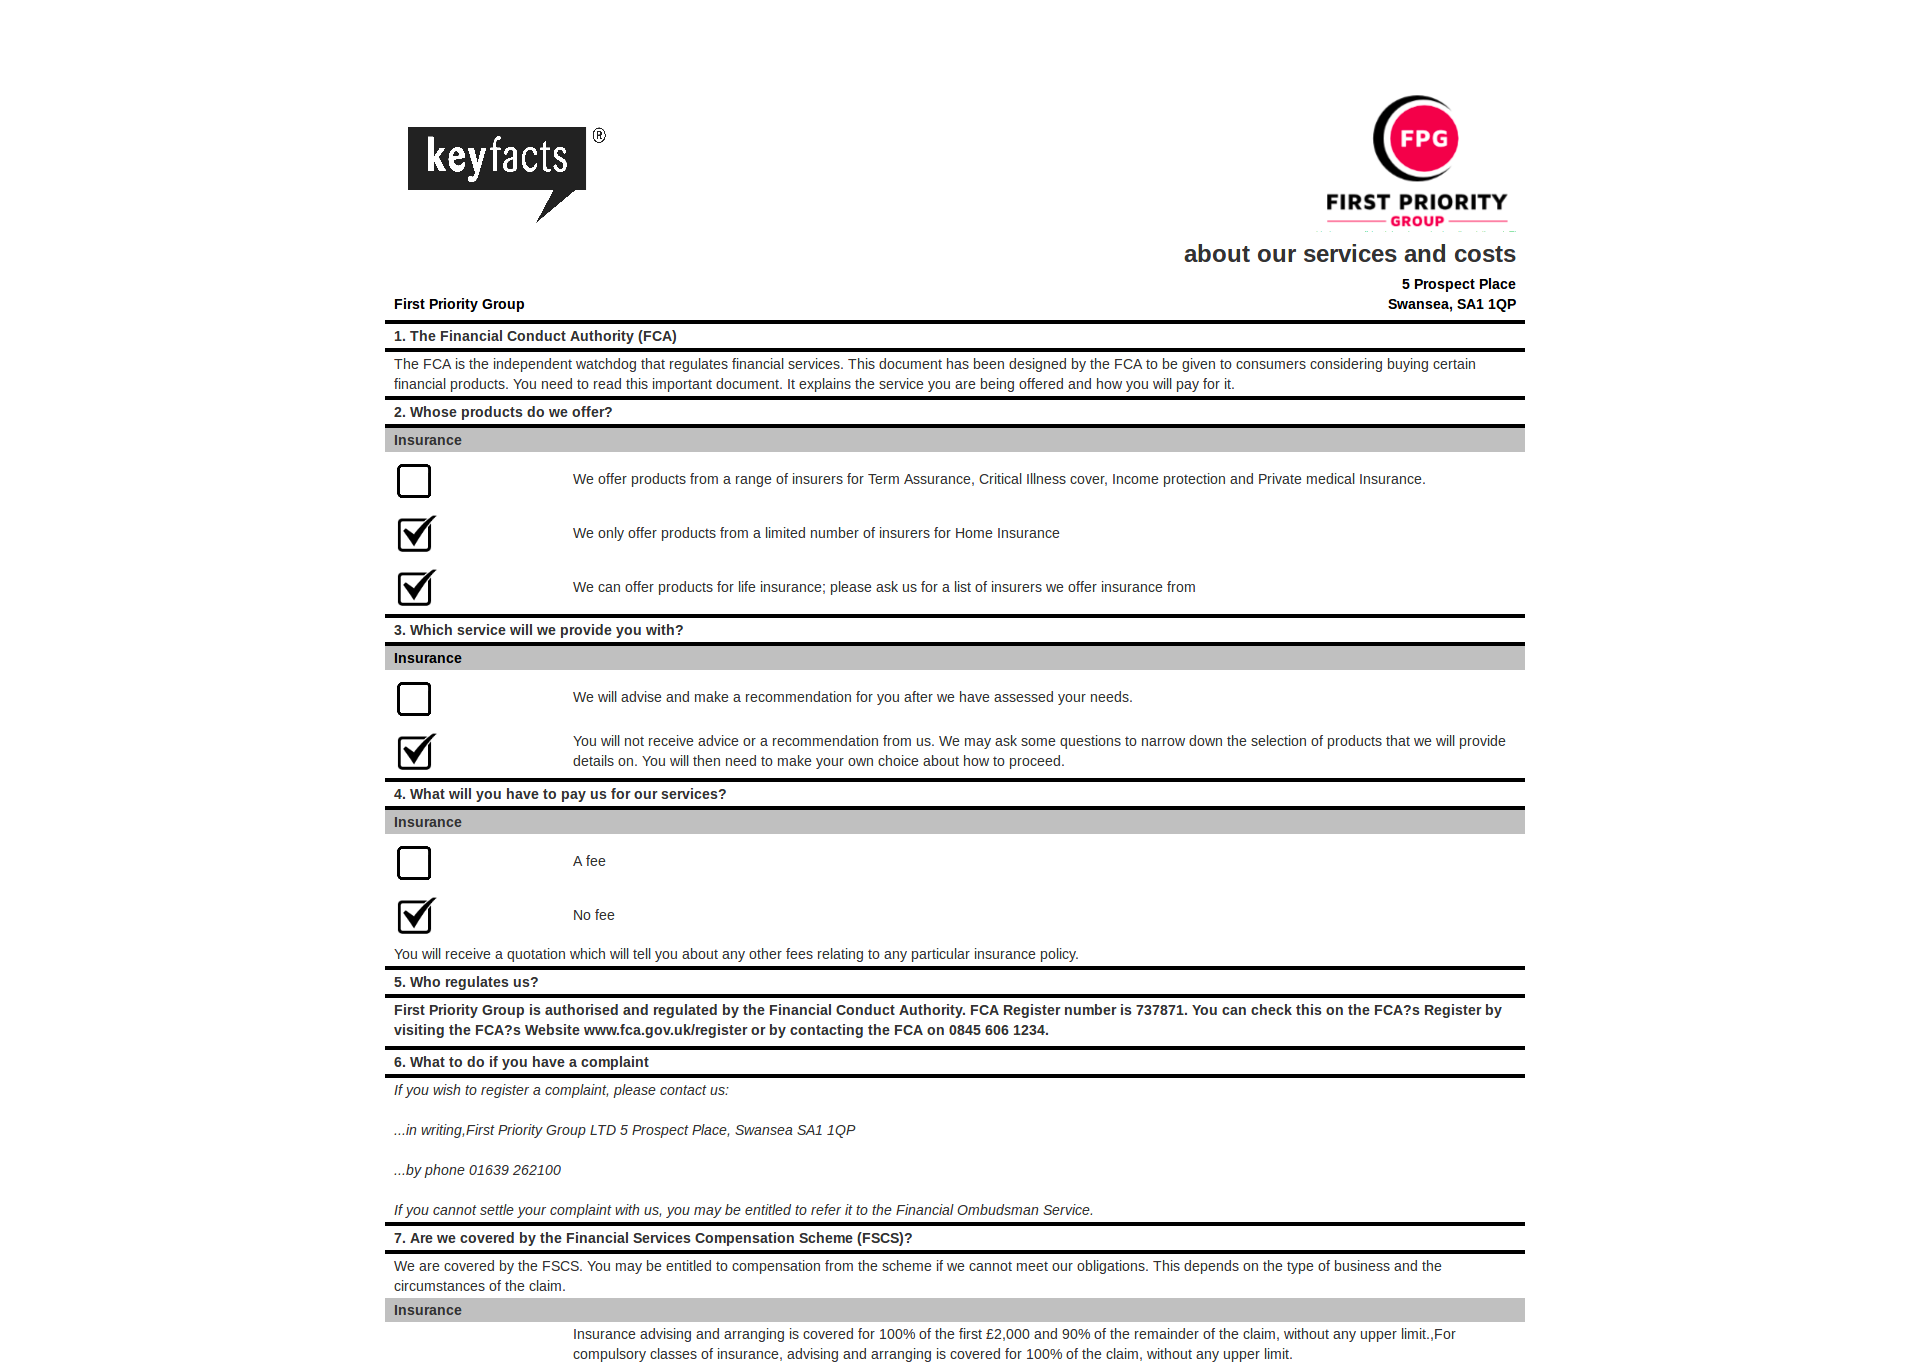 keyfacts®
FPG
FIRST PRIORITY
GROUP
about our services and costs
5 Prospect Place
First Priority Group
Swansea, SA1 1QP
1. The Financial Conduct Authority (FCA)
The FCA is the independent watchdog that regulates financial services. This document has been designed by the FCA to be given to consumers considering buying certain
financial products. You need to read this important document. It explains the service you are being offered and how you will pay for it.
2. Whose products do we offer?
Insurance
We offer products from a range of insurers for Term Assurance, Critical Illness cover, Income protection and Private medical Insurance.
We only offer products from a limited number of insurers for Home Insurance
We can offer products for life insurance; please ask us for a list of insurers we offer insurance from
3. Which service will we provide you with?
Insurance
We will advise and make a recommendation for you after we have assessed your needs.
You will not receive advice or a recommendation from us. We may ask some questions to narrow down the selection of products that we will provide
details on. You will then need to make your own choice about how to proceed.
4. What will you have to pay us for our services?
Insurance
A fee
No fee
You will receive a quotation which will tell you about any other fees relating to any particular insurance policy.
5. Who regulates us?
First Priority Group is authorised and regulated by the Financial Conduct Authority. FCA Register number is 737871. You can check this on the FCA?s Register by
visiting the FCA?s Website www.fca.gov.uk/register or by contacting the FCA on 0845 606 1234.
6. What to do if you have a complaint
If you wish to register a complaint, please contact us:
...in writing,First Priority Group LTD 5 Prospect Place, Swansea SA1 1QP
...by phone 01639 262100
If you cannot settle your complaint with us, you may be entitled to refer it to the Financial Ombudsman Service.
7. Are we covered by the Financial Services Compensation Scheme (FSCS)?
We are covered by the FSCS. You may be entitled to compensation from the scheme if we cannot meet our obligations. This depends on the type of business and the
circumstances of the claim.
Insurance
Insurance advising and arranging is covered for 100% of the first £2,000 and 90% of the remainder of the claim, without any upper limit.,For
compulsory classes of insurance, advising and arranging is covered for 100% of the claim, without any upper limit.